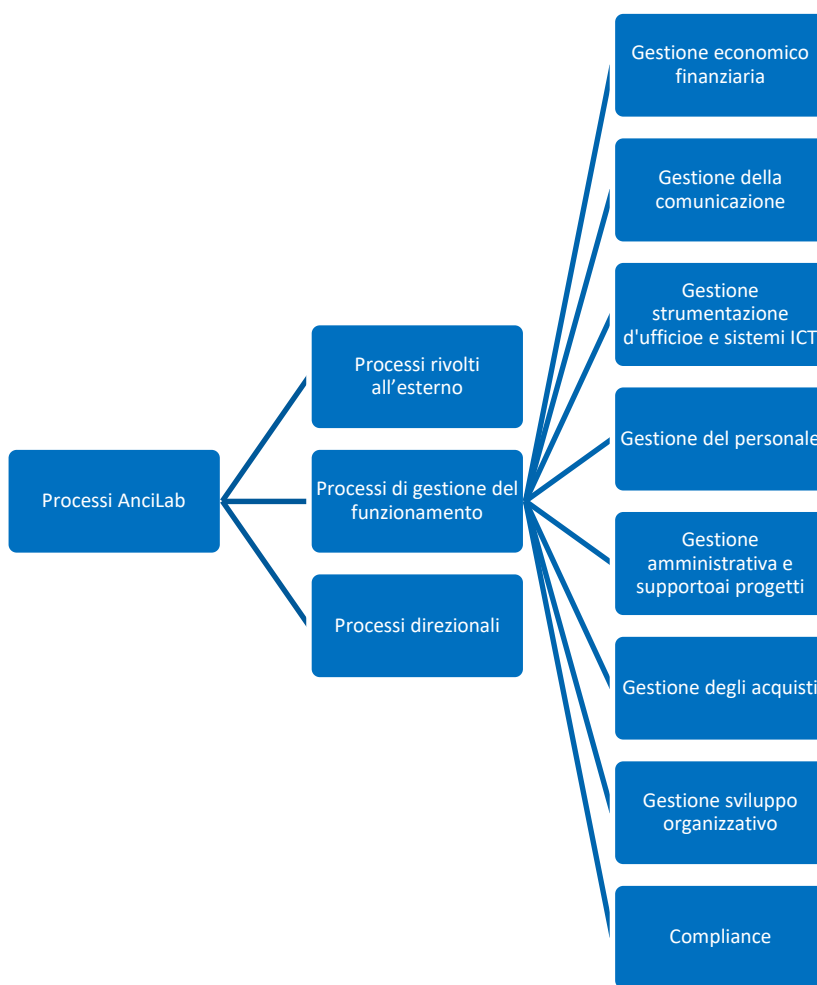 Processi AnciLab
Processi rivolti
all’esterno
Processi di gestione del
funzionamento
Processi direzionali
Gestione economico
finanziaria
Gestione della
comunicazione
Gestione
strumentazione
d'ufficioe e sistemi ICT
Gestione del personale
Gestione
amministrativa e
supportoai progetti
Gestione degli acquisti
Gestione sviluppo
organizzativo
Compliance